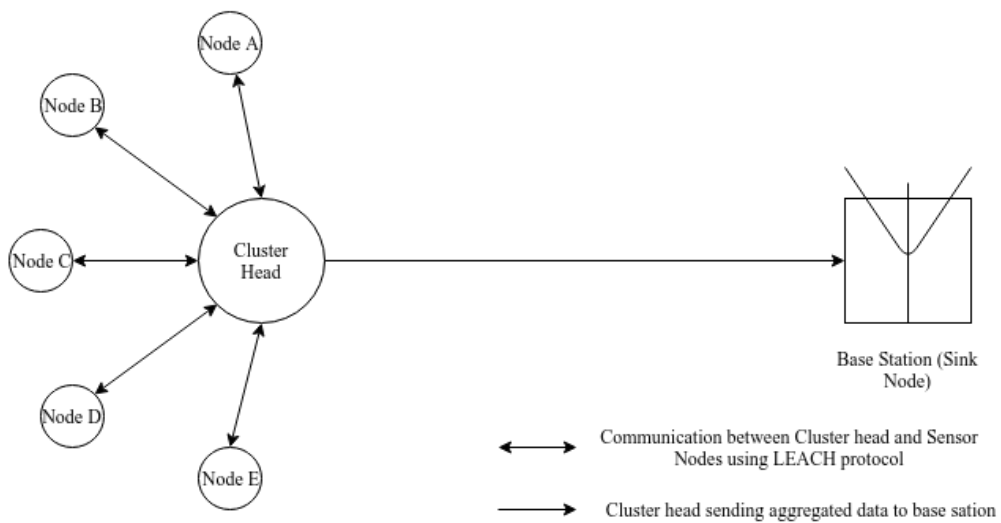 Node A
Node B
Cluster
Head
Node C
Node D
Node E
Base Station (Sink
Node)
Communication between Cluster head and Sensor
Nodes using LEACH protocol
Cluster head sending aggregated data to base sation